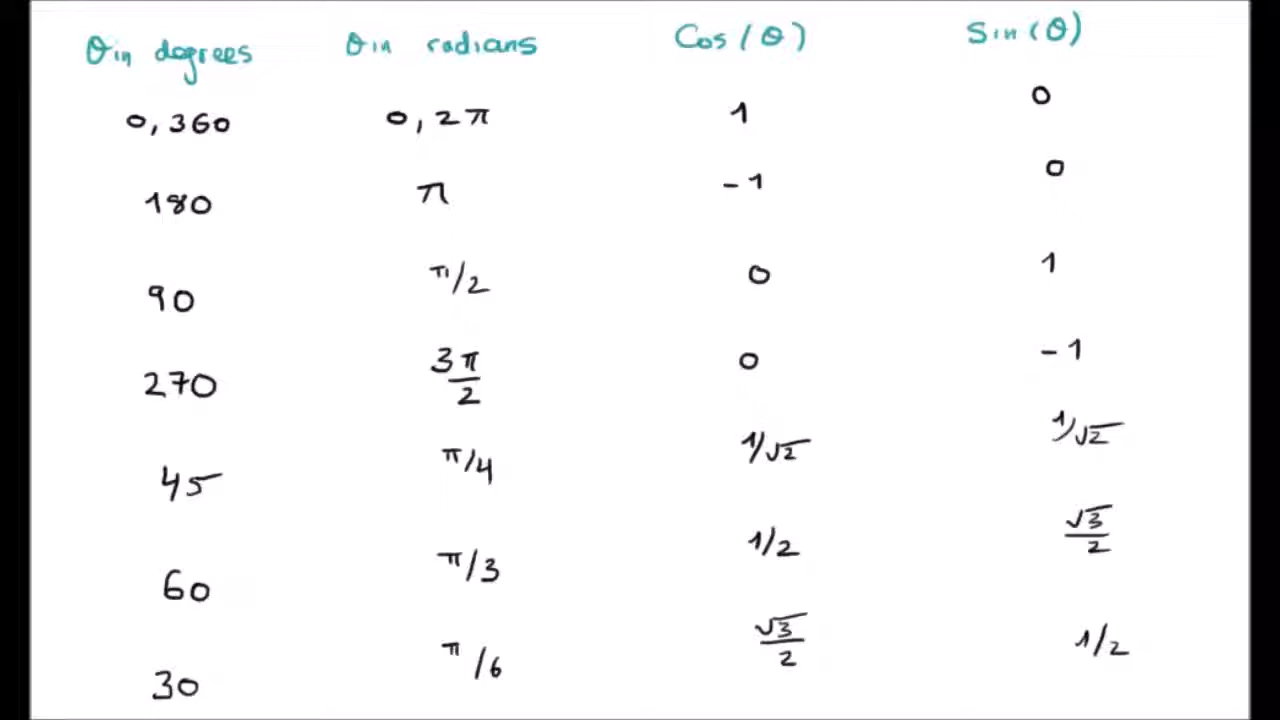 θ in degrees θ in radians Cos(θ) Sin(θ)
0, 360 0, 2π 1 0
180 π -1 0
90 π/2 0 1
270 3π/2 0 -1
45 π/4 1/√2 1/√2
60 π/3 1/2 √3/2
30 π/6 √3/2 1/2